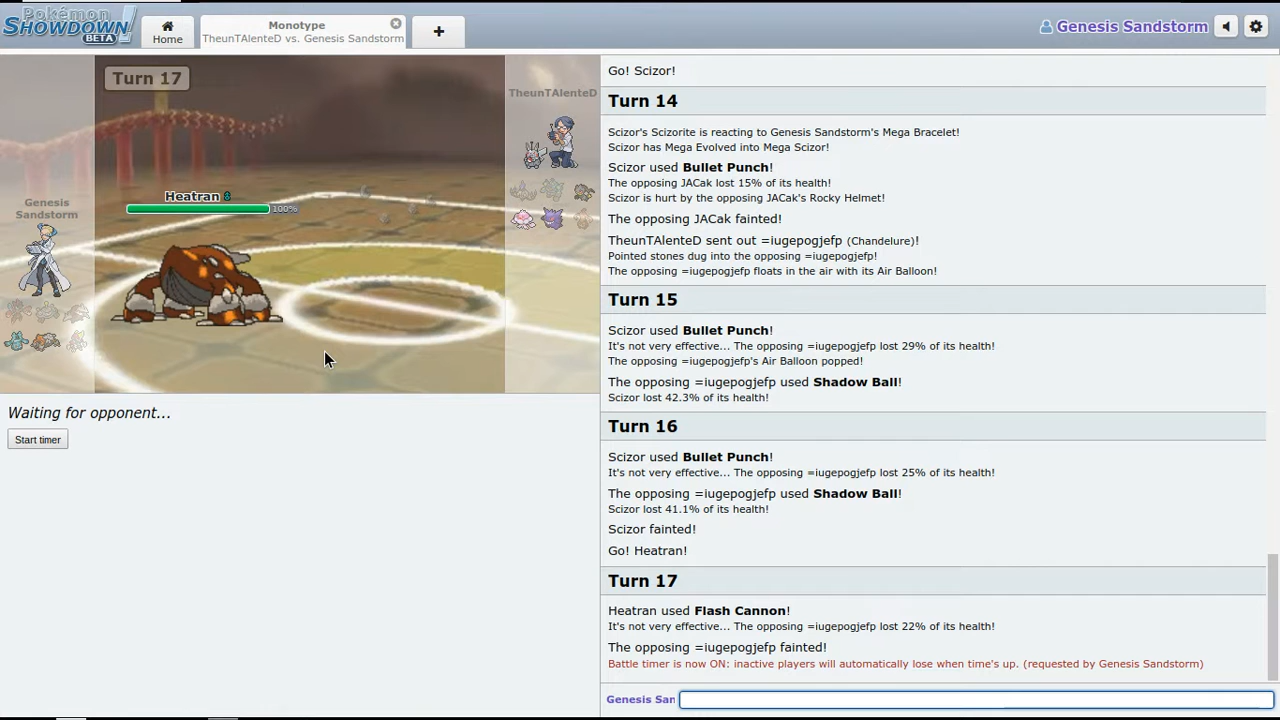 Pokémon
SHOWDOWN!
BETA
Home
Monotype
TheunTAlenteD vs. Genesis Sandstorm
+
Genesis Sandstorm
Turn 17
TheunTAlenteD
Heatran
100%
Genesis
Sandstorm
Waiting for opponent...
Start timer
Go! Scizor!
Turn 14
Scizor's Scizorite is reacting to Genesis Sandstorm's Mega Bracelet!
Scizor has Mega Evolved into Mega Scizor!
Scizor used Bullet Punch!
The opposing JACak lost 15% of its health!
Scizor is hurt by the opposing JACak's Rocky Helmet!
The opposing JACak fainted!
TheunTAlenteD sent out =iugepogjefp (Chandelure)!
Pointed stones dug into the opposing =iugepogjefp!
The opposing =iugepogjefp floats in the air with its Air Balloon!
Turn 15
Scizor used Bullet Punch!
It's not very effective... The opposing =iugepogjefp lost 29% of its health!
The opposing =iugepogjefp's Air Balloon popped!
The opposing =iugepogjefp used Shadow Ball!
Scizor lost 42.3% of its health!
Turn 16
Scizor used Bullet Punch!
It's not very effective... The opposing =iugepogjefp lost 25% of its health!
The opposing =iugepogjefp used Shadow Ball!
Scizor lost 41.1% of its health!
Scizor fainted!
Go! Heatran!
Turn 17
Heatran used Flash Cannon!
It's not very effective... The opposing =iugepogjefp lost 22% of its health!
The opposing =iugepogjefp fainted!
Battle timer is now ON: inactive players will automatically lose when time's up. (requested by Genesis Sandstorm)
Genesis San